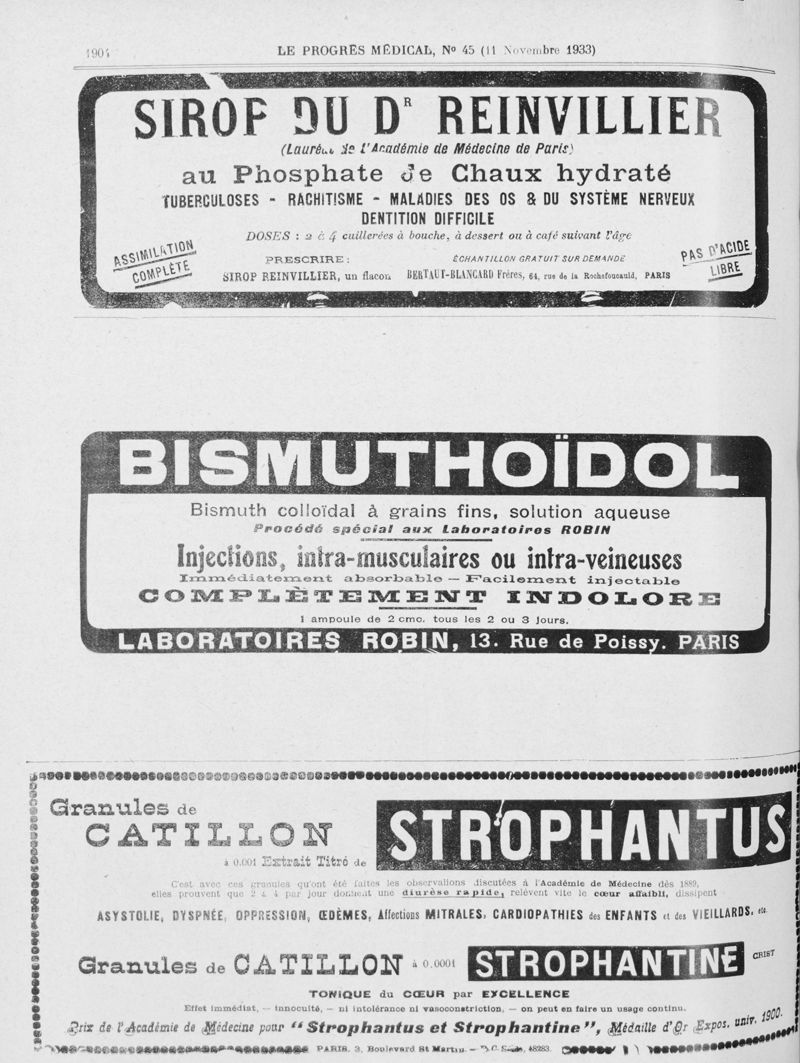 1904
LE PROGRÈS MÉDICAL, No 45 (11 Novembre 1933)
SIROP DU DR REINVILLIER
(Lauréat de l'Académie de Médecine de Paris)
au Phosphate de Chaux hydraté
TUBERCULOSES - RACHITISME - MALADIES DES OS & DU SYSTÈME NERVEUX
DENTITION DIFFICILE
DOSES : 2 à 4 cuillerées à bouche, à dessert ou à café suivant l'âge
ASSIMILATION
COMPLÈTE
PRESCRIRE :
SIROP REINVILLIER, un flacon
ÉCHANTILLON GRATUIT SUR DEMANDE
BERTAUT-BLANCARD Frères, 64, rue de la Rochefoucauld, PARIS
PAS D'ACIDE
LIBRE
BISMUTHOÏDOL
Bismuth colloïdal à grains fins, solution aqueuse
Procédé spécial aux Laboratoires ROBIN
Injections, intra-musculaires ou intra-veineuses
Immédiatement absorbable — Facilement injectable
COMPLÈTEMENT INDOLORE
1 ampoule de 2 cmc. tous les 2 ou 3 jours.
LABORATOIRES ROBIN, 13. Rue de Poissy. PARIS
Granules de
CATILLON
à 0,001 Extrait Titré de
STROPHANTUS
C'est avec ces granules qu'ont été faites les observations discutées à l'Académie de Médecine dès 1889,
elles prouvent que 2 à 4 par jour donnent une diurèse rapide, relèvent vite le cœur affaibli, dissipent
ASYSTOLIE, DYSPNÉE, OPPRESSION, ŒDÈMES, Affections MITRALES, CARDIOPATHIES des ENFANTS et des VIEILLARDS, etc.
Granules de CATILLON à 0,0001 STROPHANTINE CRIST
TONIQUE du CŒUR par EXCELLENCE
Effet immédiat, — innocuité, — ni intolérance ni vasoconstriction, — on peut en faire un usage continu.
Prix de l'Académie de Médecine pour "Strophantus et Strophantine", Médaille d'Or Expos. univ. 1900.
PARIS, 3, Boulevard St Martin — R. C. Seine, 48283.